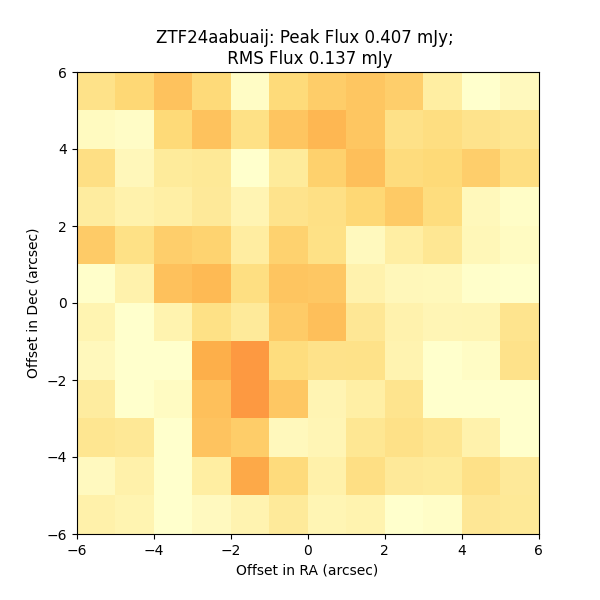 ZTF24aabuaij: Peak Flux 0.407 mJy;
RMS Flux 0.137 mJy
6
4
2
0
−2
−4
−6
Offset in Dec (arcsec)
−6 −4 −2 0 2 4 6
Offset in RA (arcsec)